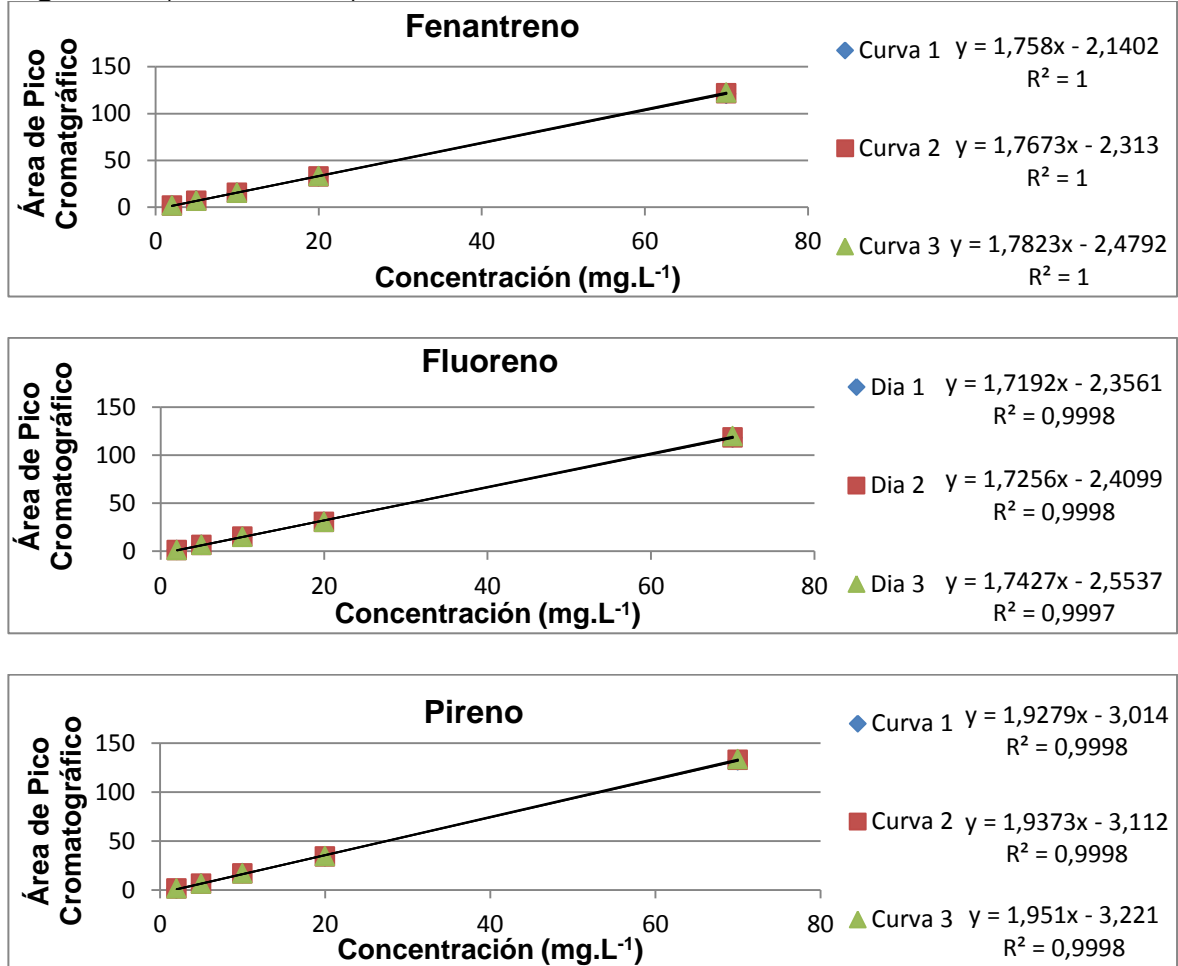 Fenantreno
Área de Pico
Cromatgráfico
150
100
50
0
0 20 40 60 80
Concentración (mg.L-1)
Curva 1 y = 1,758x - 2,1402
R² = 1
Curva 2 y = 1,7673x - 2,313
R² = 1
Curva 3 y = 1,7823x - 2,4792
R² = 1
Fluoreno
Área de Pico
Cromatográfico
150
100
50
0
0 20 40 60 80
Concentración (mg.L-1)
Dia 1 y = 1,7192x - 2,3561
R² = 0,9998
Dia 2 y = 1,7256x - 2,4099
R² = 0,9998
Dia 3 y = 1,7427x - 2,5537
R² = 0,9997
Pireno
Área de Pico
Cromatográfico
150
100
50
0
0 20 40 60 80
Concentración (mg.L-1)
Curva 1 y = 1,9279x - 3,014
R² = 0,9998
Curva 2 y = 1,9373x - 3,112
R² = 0,9998
Curva 3 y = 1,951x - 3,221
R² = 0,9998